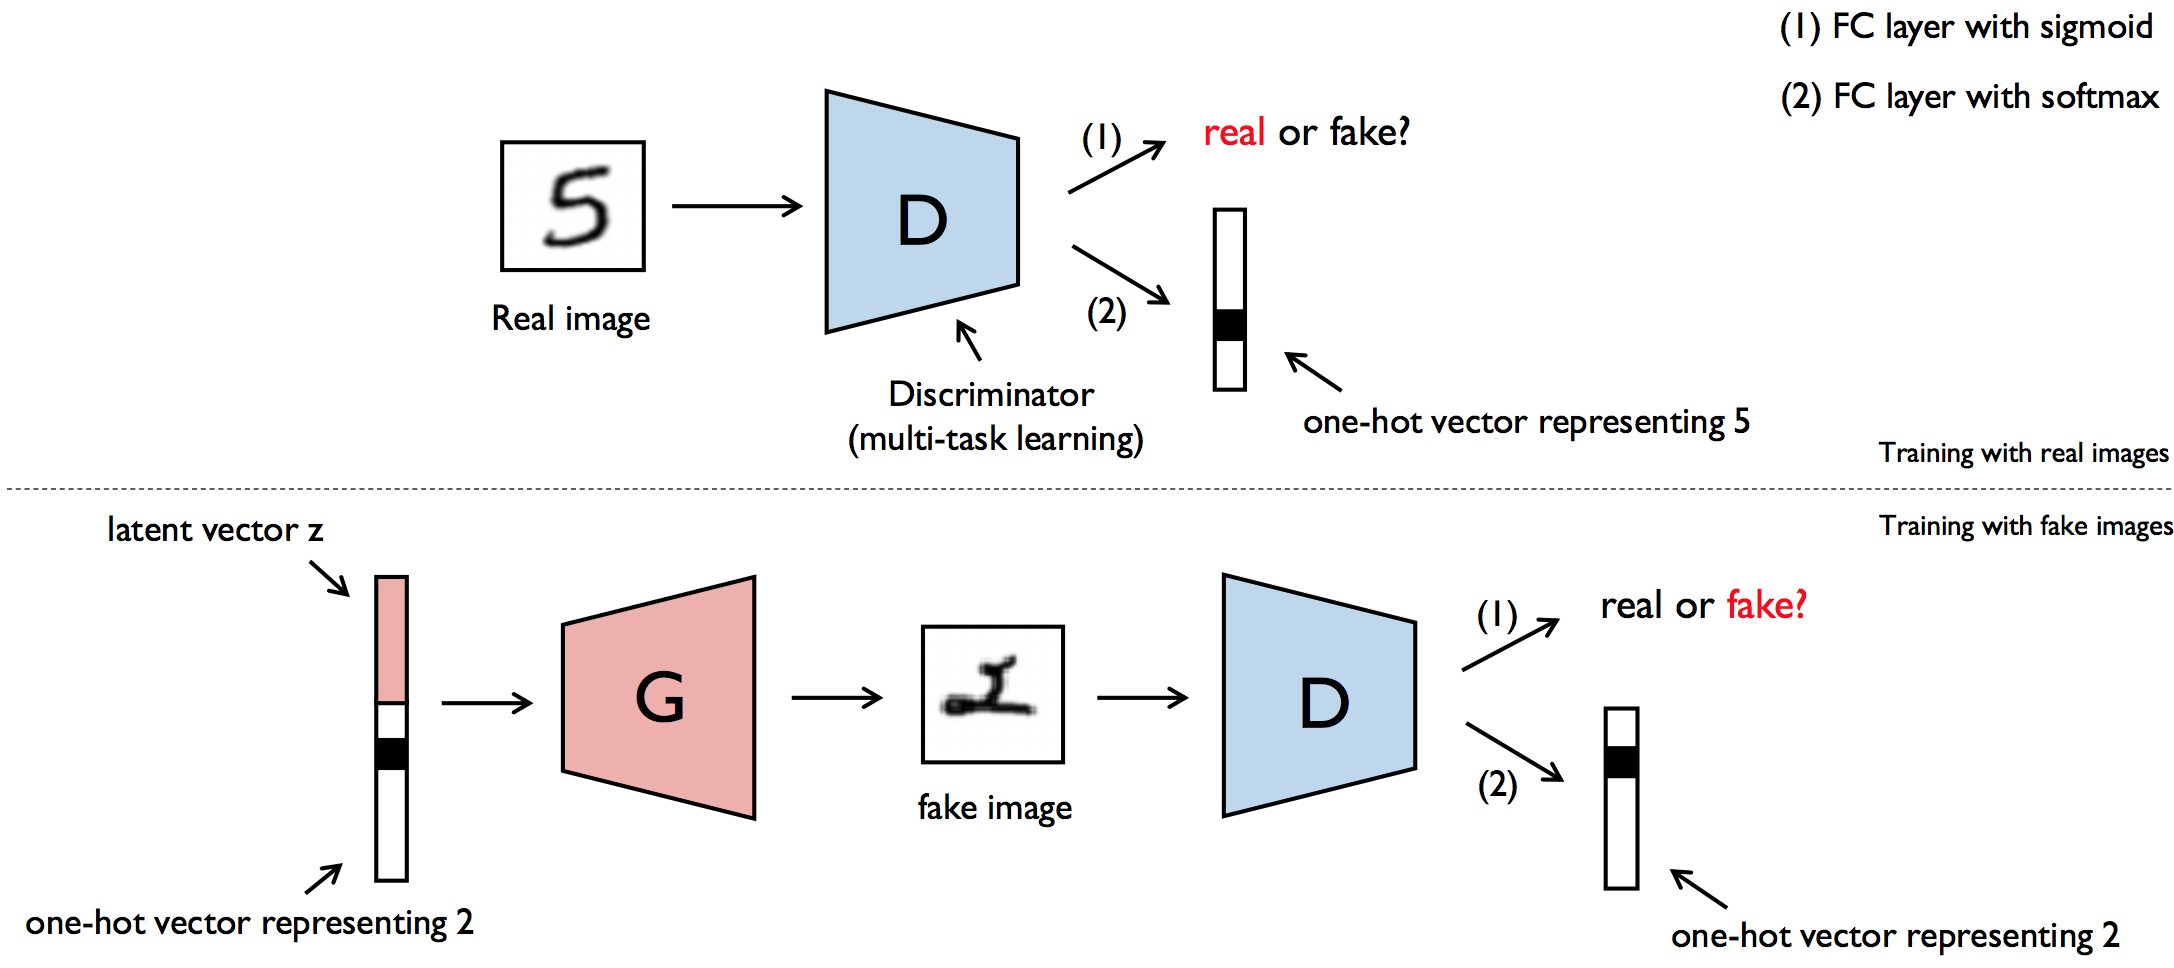 (1) FC layer with sigmoid
(2) FC layer with softmax
5
Real image
D
(1)
real or fake?
(2)
Discriminator
(multi-task learning)
one-hot vector representing 5
Training with real images
Training with fake images
latent vector z
one-hot vector representing 2
G
fake image
D
(1)
real or fake?
(2)
one-hot vector representing 2